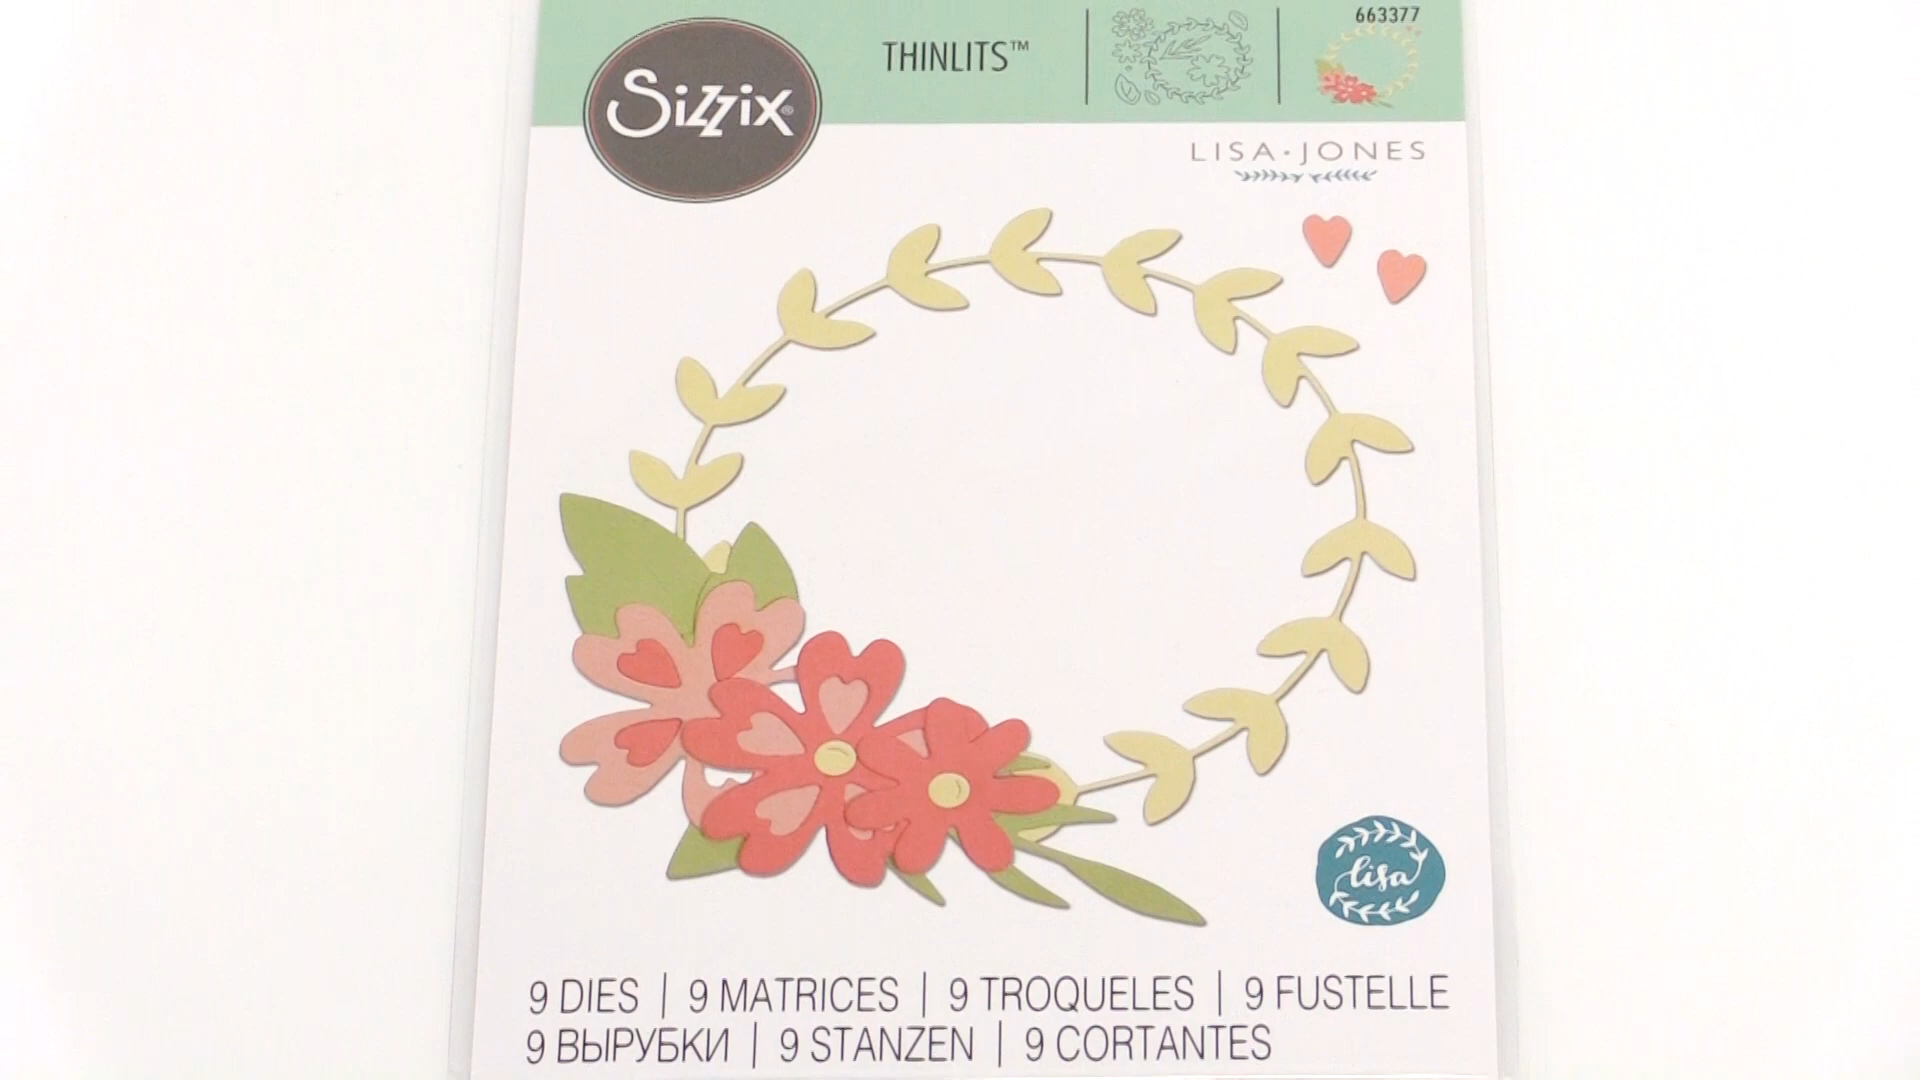 Sizzix®
THINLITS™
663377
LISA·JONES
lisa
9 DIES | 9 MATRICES | 9 TROQUELES | 9 FUSTELLE
9 ВЫРУБКИ | 9 STANZEN | 9 CORTANTES